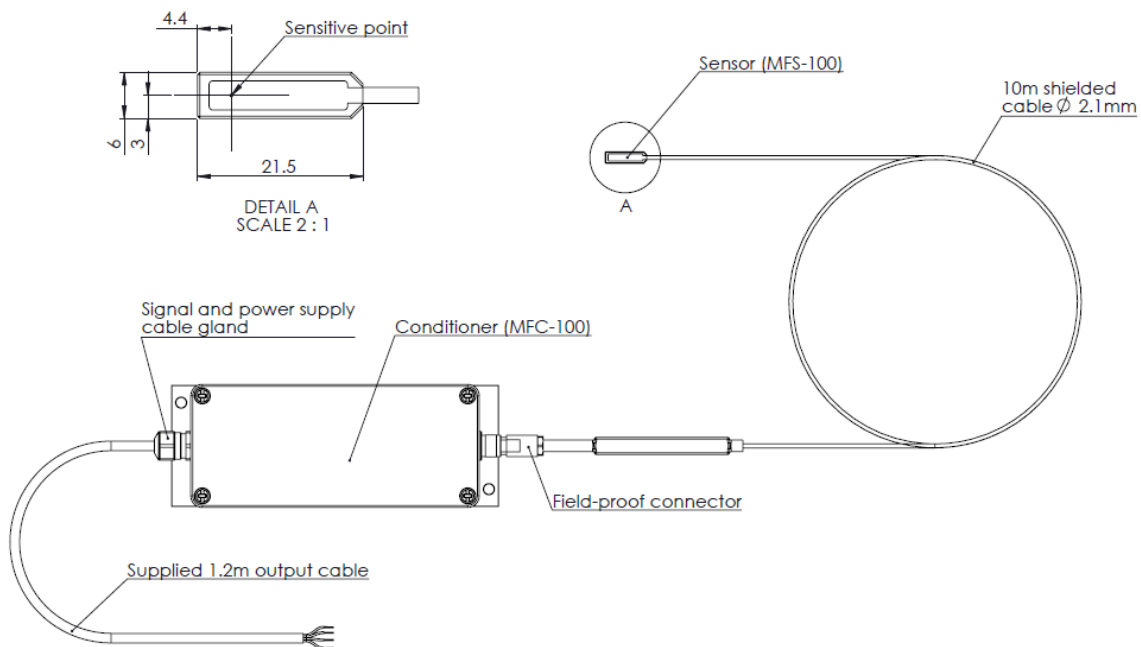 4.4
Sensitive point
6
3
21.5
DETAIL A
SCALE 2 : 1
Sensor (MFS-100)
10m shielded
cable Ø 2.1mm
A
Signal and power supply
cable gland
Conditioner (MFC-100)
Field-proof connector
Supplied 1.2m output cable